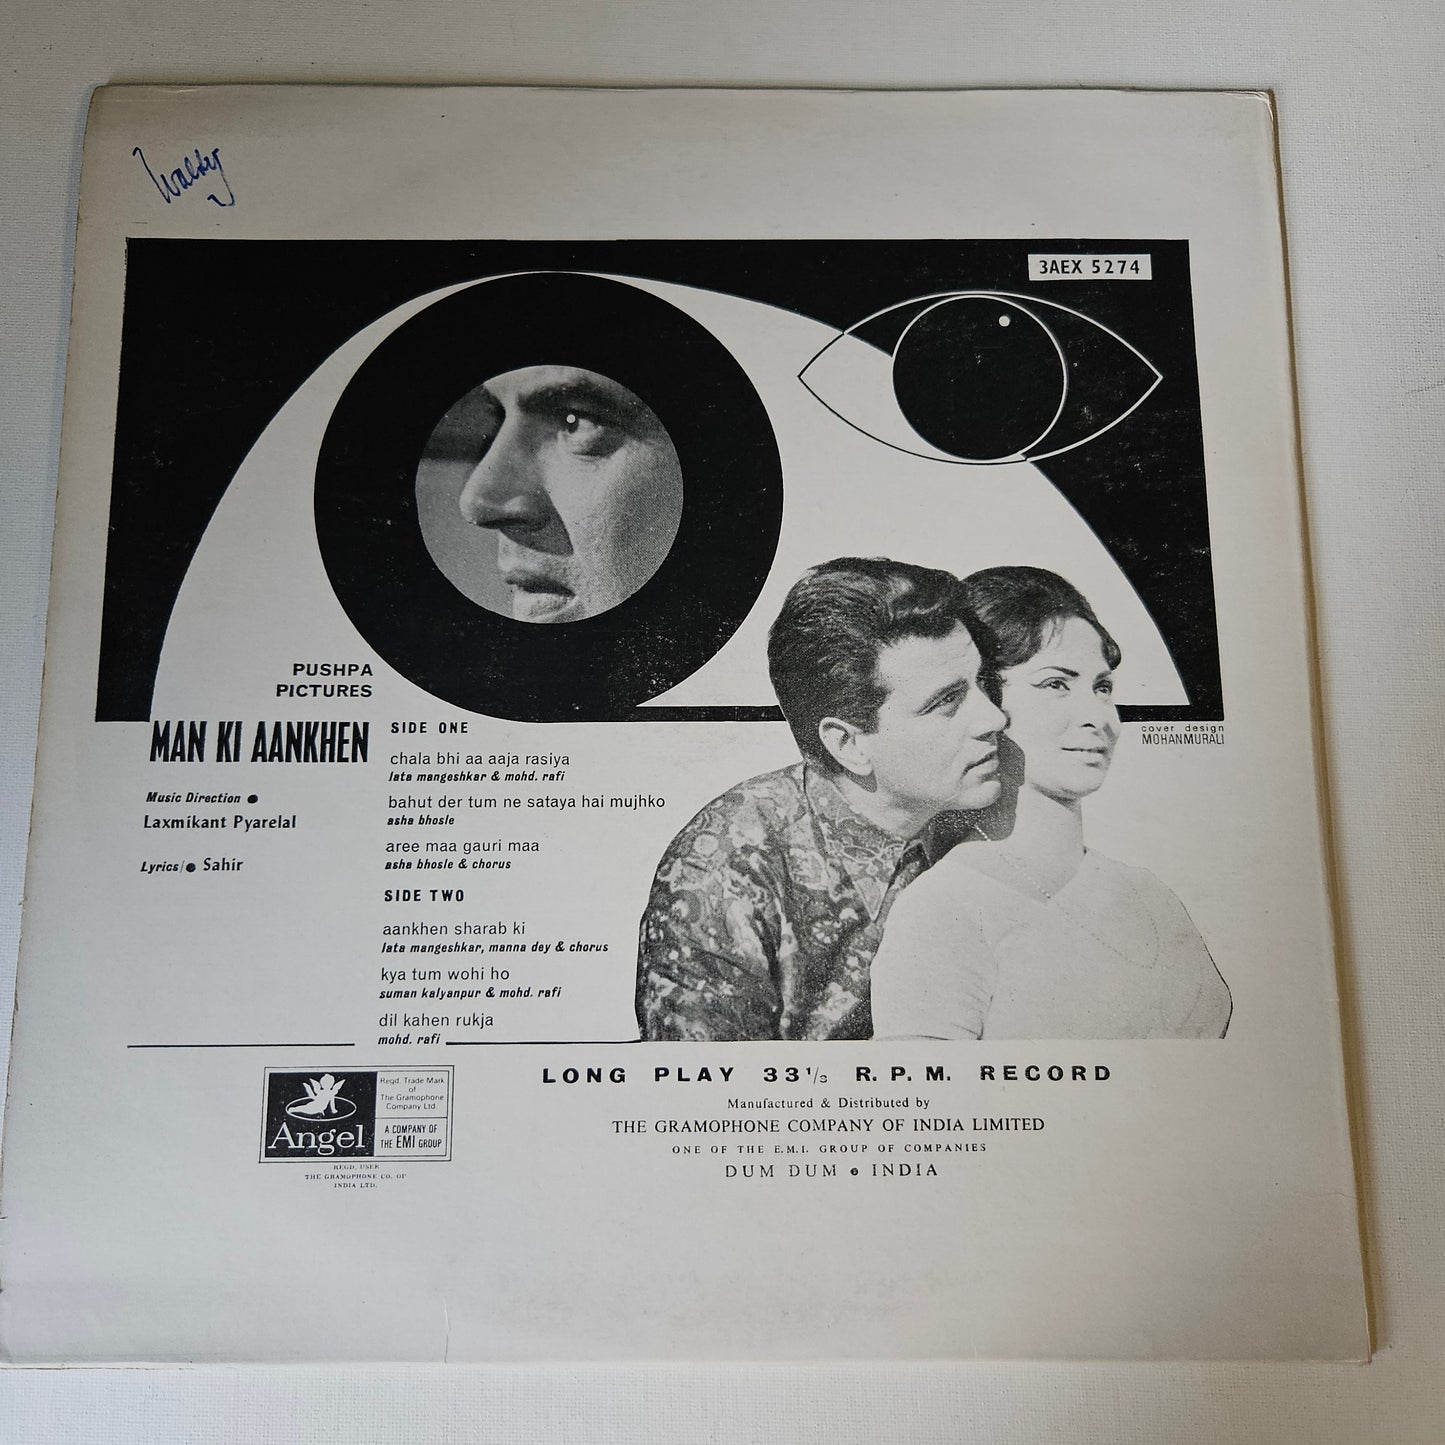 3AEX 5274
PUSHPA
PICTURES
MAN KI AANKHEN
Music Direction
Laxmikant Pyarelal
Lyrics/ Sahir
SIDE ONE
chala bhi aa aaja rasiya
lata mangeshkar & mohd. rafi
bahut der tum ne sataya hai mujhko
asha bhosle
aree maa gauri maa
asha bhosle & chorus
SIDE TWO
aankhen sharab ki
lata mangeshkar, manna dey & chorus
kya tum wohi ho
suman kalyanpur & mohd. rafi
dil kahen rukja
mohd. rafi
cover design
MOHANMURALI
Angel
Regd. Trade Mark
of
The Gramophone
Company Ltd.
A COMPANY OF
THE EMI GROUP
REGD. USER
THE GRAMOPHONE CO. OF
INDIA LTD.
LONG PLAY 33 1/3 R. P. M. RECORD
Manufactured & Distributed by
THE GRAMOPHONE COMPANY OF INDIA LIMITED
ONE OF THE E.M.I. GROUP OF COMPANIES
DUM DUM ● INDIA